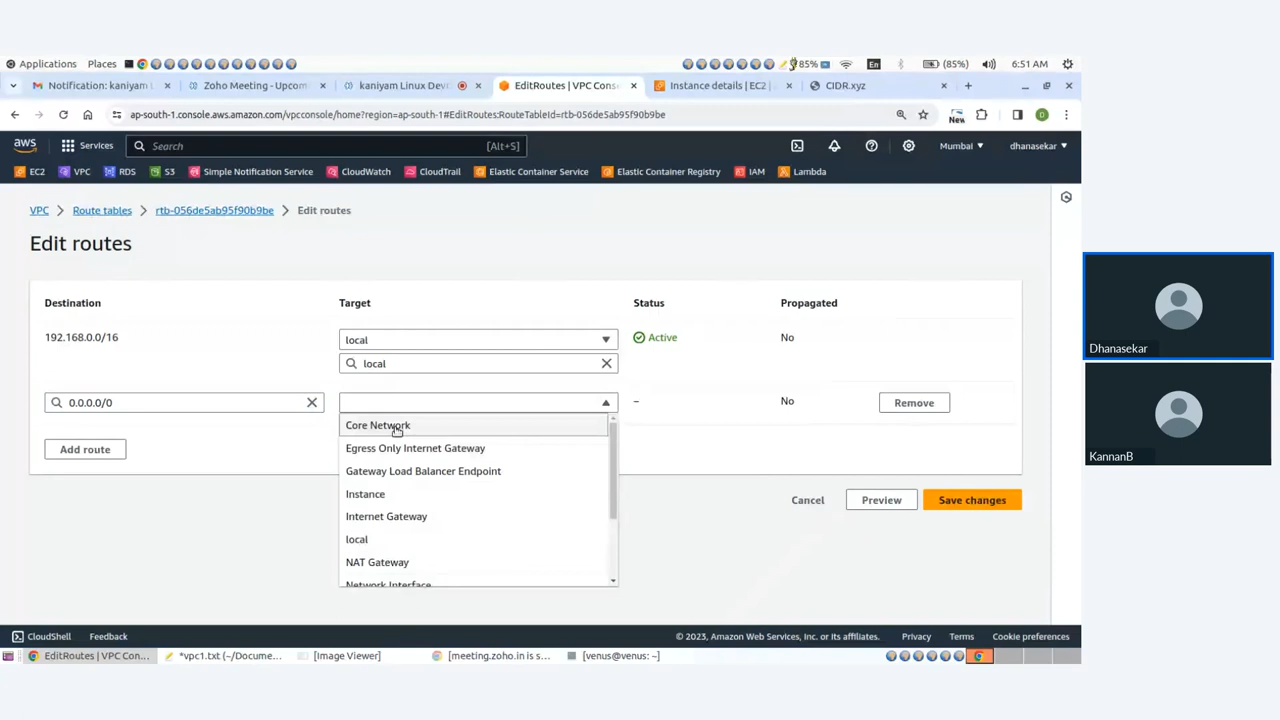 Applications Places 85% En (85%) 6:51 AM
Notification: kaniyam Zoho Meeting - Upcom kaniyam Linux Dev EditRoutes | VPC Cons Instance details | EC2 | CIDR.xyz
ap-south-1.console.aws.amazon.com/vpcconsole/home?region=ap-south-1#EditRoutes:RouteTableId=rtb-056de5ab95f90b9be New D
aws Services Search [Alt+S] Mumbai dhanasekar
EC2 VPC RDS S3 Simple Notification Service CloudWatch CloudTrail Elastic Container Service Elastic Container Registry IAM Lambda
VPC Route tables rtb-056de5ab95f90b9be Edit routes
Edit routes
Destination Target Status Propagated
192.168.0.0/16 local Active No
local
0.0.0.0/0 – No Remove
Core Network
Egress Only Internet Gateway
Add route
Gateway Load Balancer Endpoint
Instance
Cancel Preview Save changes
Internet Gateway
local
NAT Gateway
Network Interface
CloudShell Feedback © 2023, Amazon Web Services, Inc. or its affiliates. Privacy Terms Cookie preferences
EditRoutes | VPC Con... *vpc1.txt (~/Docume... [Image Viewer] [meeting.zoho.in is s... [venus@venus: ~]
Dhanasekar
KannanB